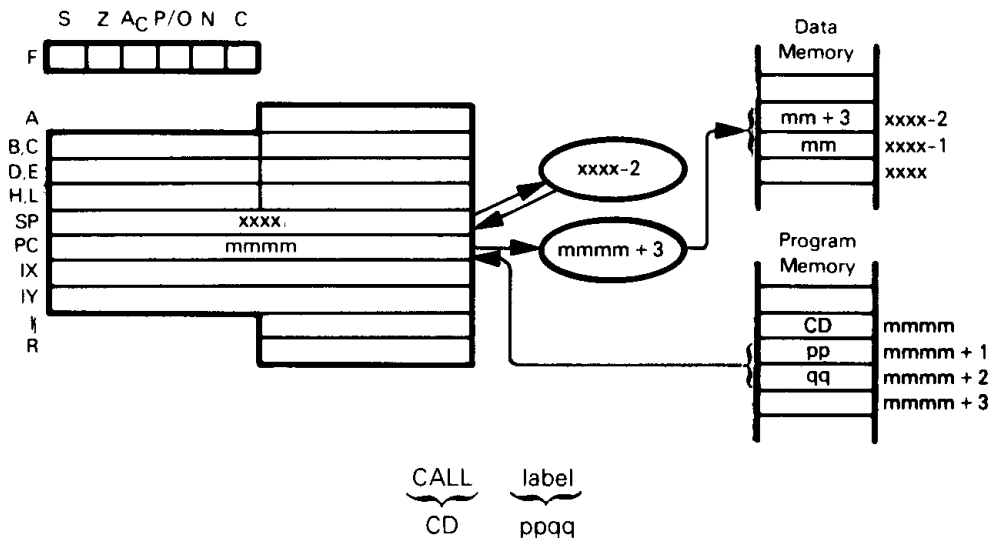 S Z AC P/O N C
F
A
B,C
D,E
H,L
SP xxxx
PC mmmm
IX
IY
I
R
xxxx-2
mmmm + 3
Data
Memory
mm + 3 xxxx-2
mm xxxx-1
xxxx
Program
Memory
CD mmmm
pp mmmm + 1
qq mmmm + 2
mmmm + 3
CALL label
CD ppqq